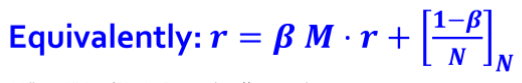 Equivalently: r = β M · r + [1−β/N]_N